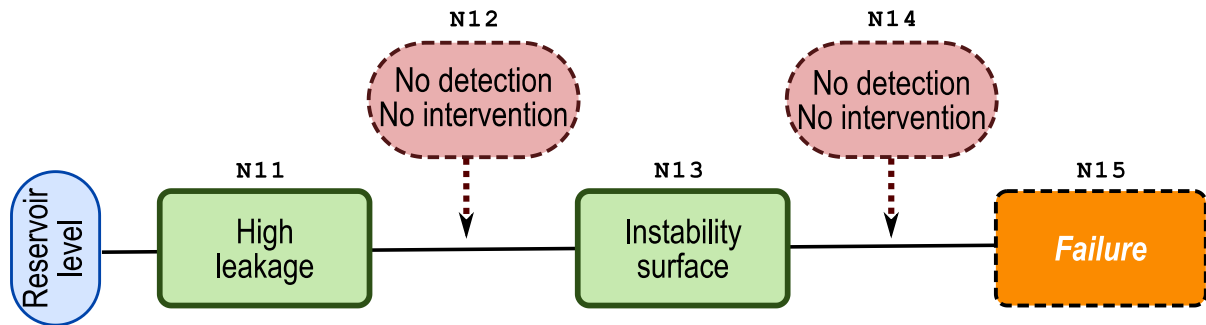 N12
N14
No detection
No intervention
No detection
No intervention
N11
N13
N15
Reservoir
level
High
leakage
Instability
surface
Failure